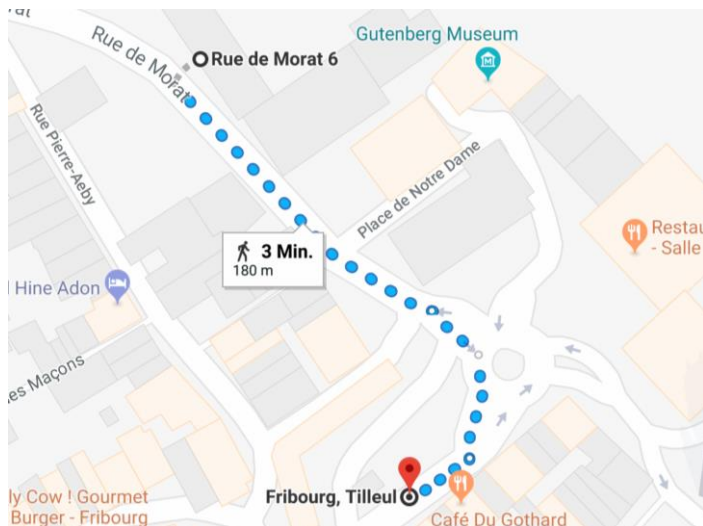 Gutenberg Museum
Rue de Morat
Rue de Morat 6
Rue Pierre-Aeby
Place de Notre Dame
3 Min.
180 m
Restau
- Salle
Hine Adon
es Maçons
Fribourg, Tilleul
ly Cow ! Gourmet
Burger - Fribourg
Café Du Gothard